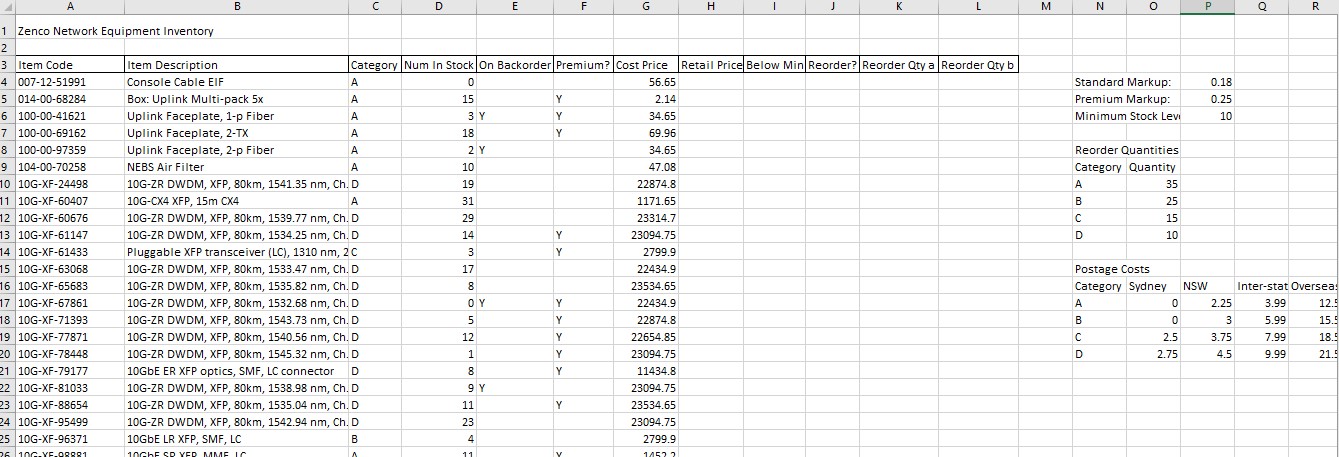 A B C D E F G H I J K L M N O P Q R
1 Zenco Network Equipment Inventory
2
3 Item Code Item Description Category Num In Stock On Backorder Premium? Cost Price Retail Price Below Min Reorder? Reorder Qty a Reorder Qty b
4 007-12-51991 Console Cable EIF A 0 56.65 Standard Markup: 0.18
5 014-00-68284 Box: Uplink Multi-pack 5x A 15 Y 2.14 Premium Markup: 0.25
6 100-00-41621 Uplink Faceplate, 1-p Fiber A 3 Y Y 34.65 Minimum Stock Leve 10
7 100-00-69162 Uplink Faceplate, 2-TX A 18 Y 69.96
8 100-00-97359 Uplink Faceplate, 2-p Fiber A 2 Y 34.65 Reorder Quantities
9 104-00-70258 NEBS Air Filter A 10 47.08 Category Quantity
10 10G-XF-24498 10G-ZR DWDM, XFP, 80km, 1541.35 nm, Ch. D 19 22874.8 A 35
11 10G-XF-60407 10G-CX4 XFP, 15m CX4 A 31 1171.65 B 25
12 10G-XF-60676 10G-ZR DWDM, XFP, 80km, 1539.77 nm, Ch. D 29 23314.7 C 15
13 10G-XF-61147 10G-ZR DWDM, XFP, 80km, 1534.25 nm, Ch. D 14 Y 23094.75 D 10
14 10G-XF-61433 Pluggable XFP transceiver (LC), 1310 nm, 2 C 3 Y 2799.9
15 10G-XF-63068 10G-ZR DWDM, XFP, 80km, 1533.47 nm, Ch. D 17 22434.9 Postage Costs
16 10G-XF-65683 10G-ZR DWDM, XFP, 80km, 1535.82 nm, Ch. D 8 23534.65 Category Sydney NSW Inter-stat Overseas
17 10G-XF-67861 10G-ZR DWDM, XFP, 80km, 1532.68 nm, Ch. D 0 Y Y 22434.9 A 0 2.25 3.99 12.5
18 10G-XF-71393 10G-ZR DWDM, XFP, 80km, 1543.73 nm, Ch. D 5 Y 22874.8 B 0 3 5.99 15.5
19 10G-XF-77871 10G-ZR DWDM, XFP, 80km, 1540.56 nm, Ch. D 12 Y 22654.85 C 2.5 3.75 7.99 18.5
20 10G-XF-78448 10G-ZR DWDM, XFP, 80km, 1545.32 nm, Ch. D 1 Y 23094.75 D 2.75 4.5 9.99 21.5
21 10G-XF-79177 10GbE ER XFP optics, SMF, LC connector D 8 Y 11434.8
22 10G-XF-81033 10G-ZR DWDM, XFP, 80km, 1538.98 nm, Ch. D 9 Y 23094.75
23 10G-XF-88654 10G-ZR DWDM, XFP, 80km, 1535.04 nm, Ch. D 11 Y 23534.65
24 10G-XF-95499 10G-ZR DWDM, XFP, 80km, 1542.94 nm, Ch. D 23 23094.75
25 10G-XF-96371 10GbE LR XFP, SMF, LC B 4 2799.9
26 10G-XF-98881 10GbE SR XFP, MMF, LC A 11 Y 1452.2